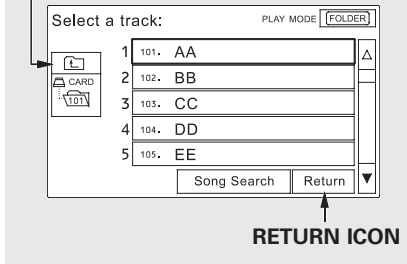 Select a track:
PLAY MODE FOLDER
1 101. AA
CARD
2 102. BB
101
3 103. CC
4 104. DD
5 105. EE
Song Search Return
RETURN ICON